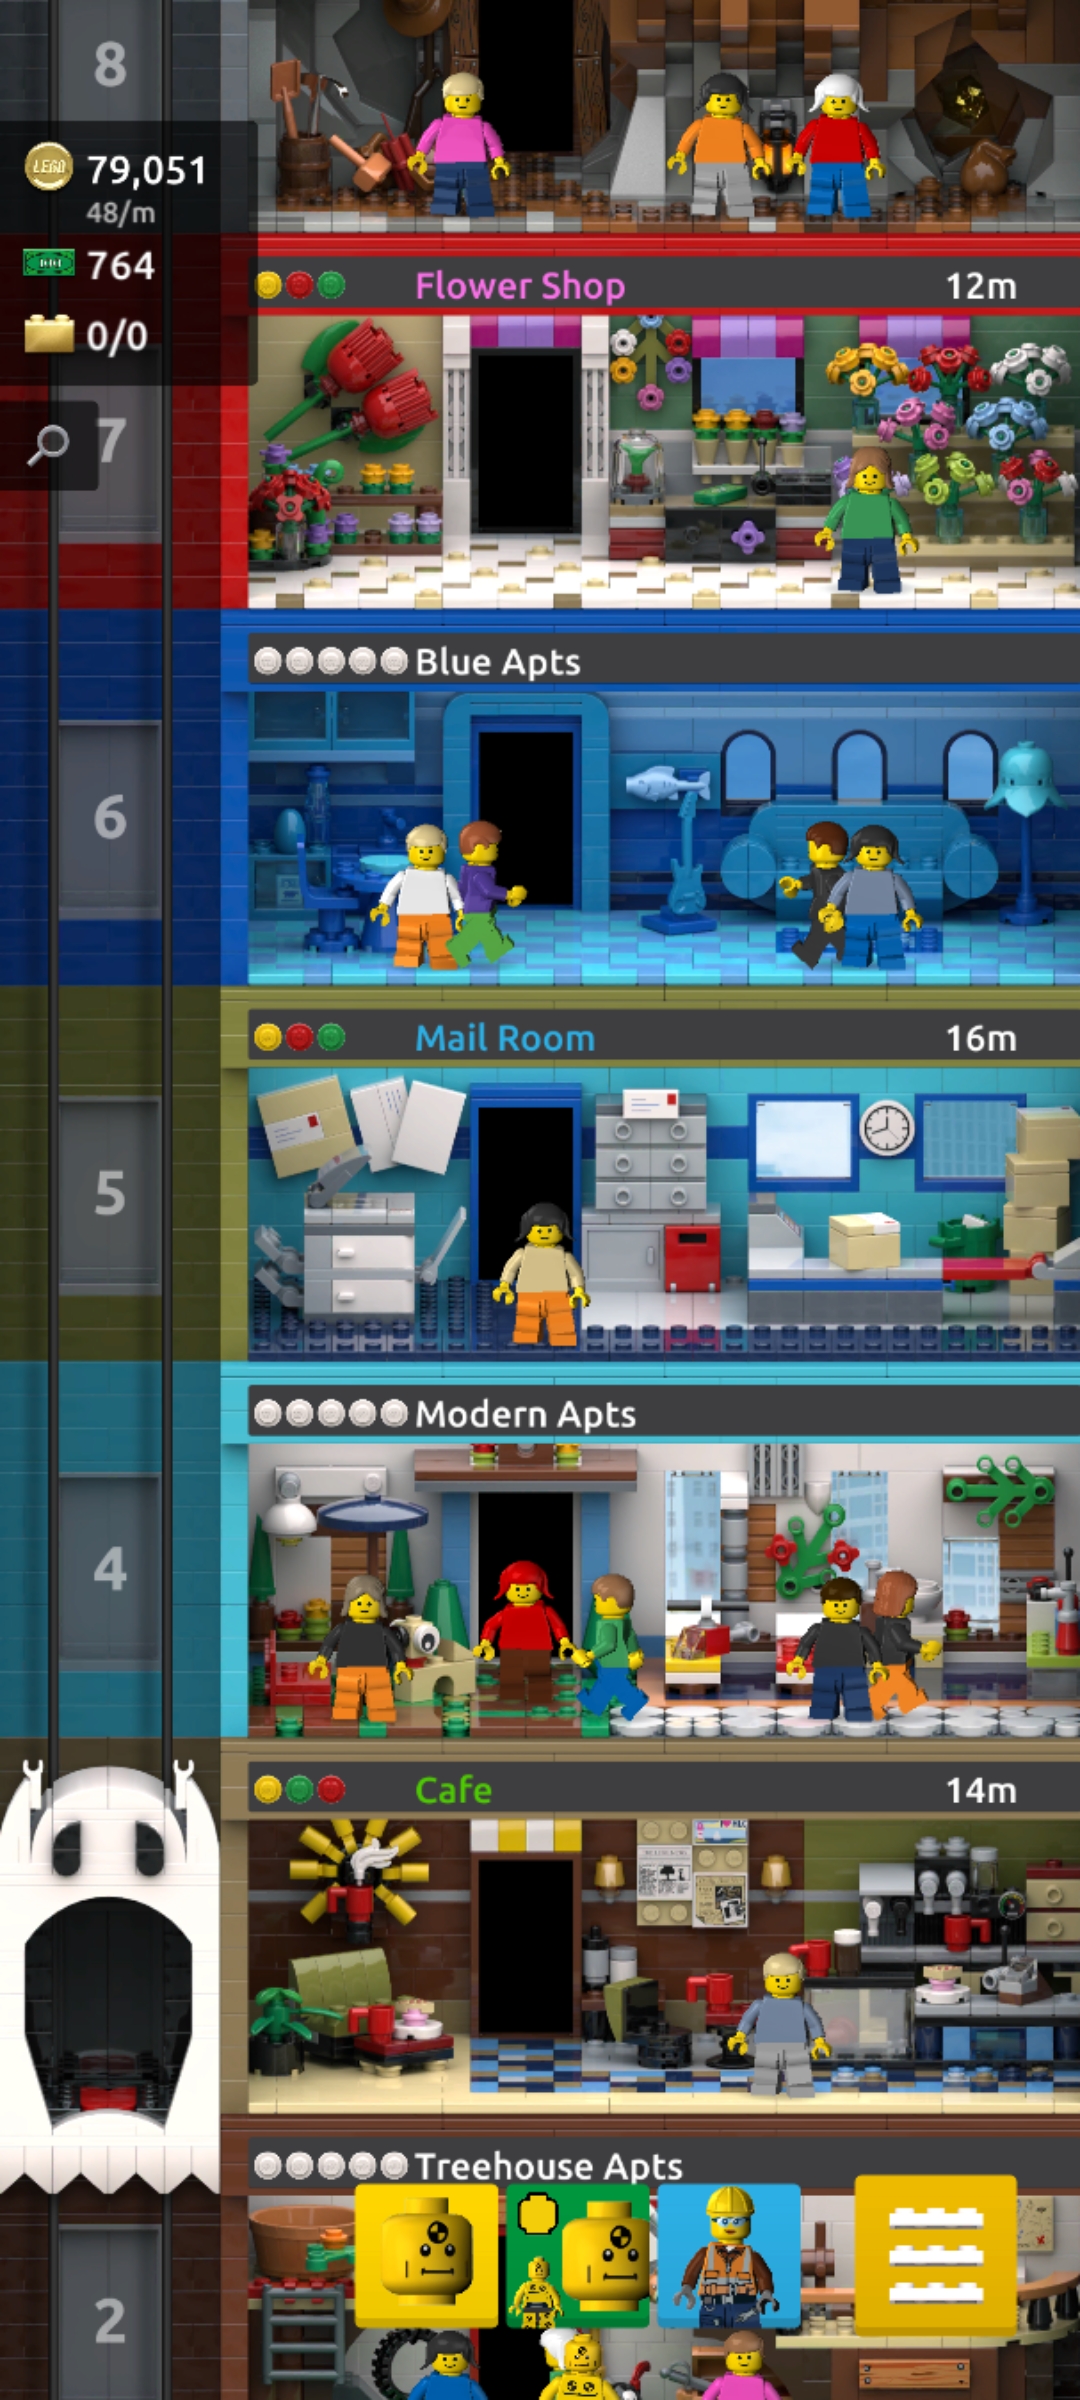 8
LEGO 79,051
48/m
764
0/0
Flower Shop 12m
7
Blue Apts
6
Mail Room 16m
5
Modern Apts
4
Cafe 14m
Treehouse Apts
2